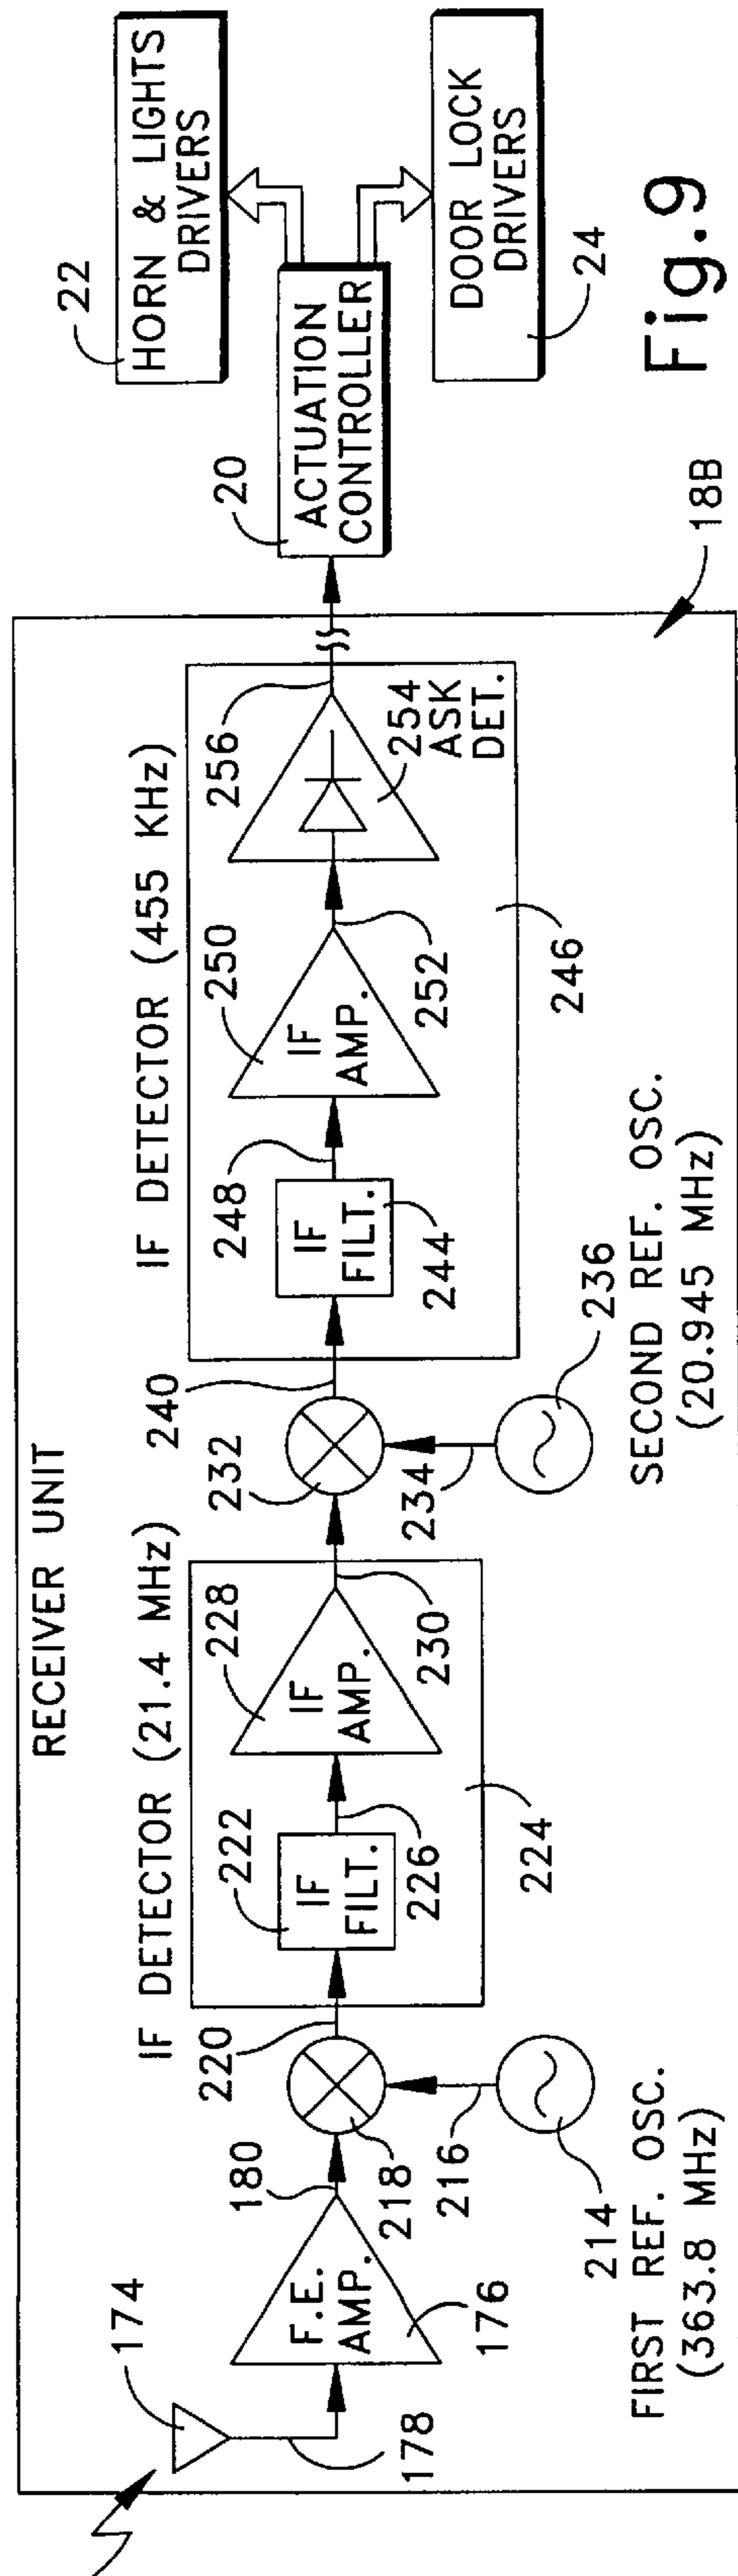 RECEIVER UNIT
174
178
F.E.
AMP.
176
180
218
216
214
FIRST REF. OSC.
(363.8 MHz)
220
IF DETECTOR (21.4 MHz)
222
IF
FILT.
226
228
IF
AMP.
230
224
232
234
236
SECOND REF. OSC.
(20.945 MHz)
240
IF DETECTOR (455 KHz)
248
IF
FILT.
244
250
IF
AMP.
252
256
254
ASK
DET.
246
18B
20
ACTUATION
CONTROLLER
22
HORN & LIGHTS
DRIVERS
DOOR LOCK
DRIVERS
24
Fig.9